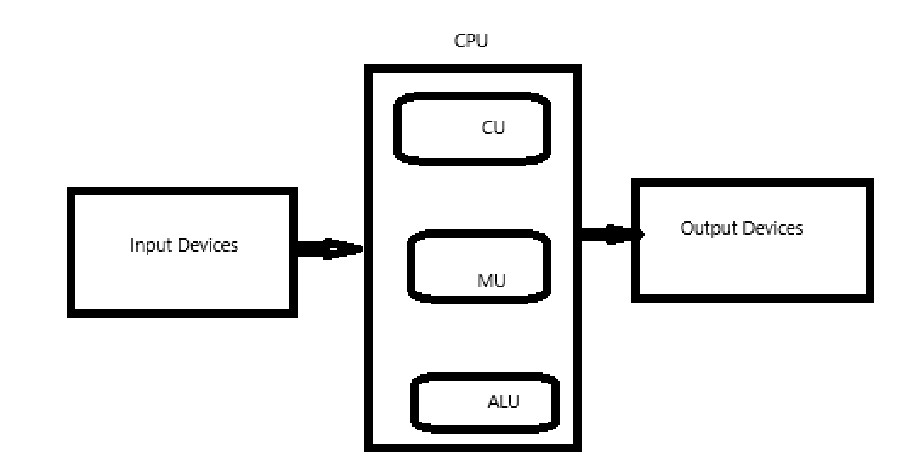 CPU
CU
Input Devices
MU
ALU
Output Devices